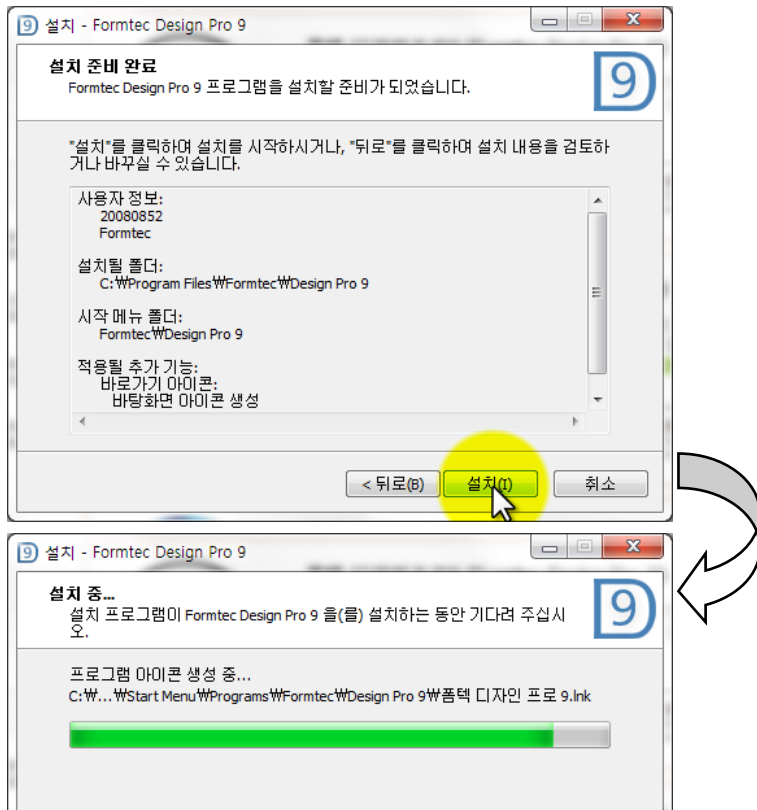 9 설치 - Formtec Design Pro 9
설치 준비 완료
Formtec Design Pro 9 프로그램을 설치할 준비가 되었습니다.
9
"설치"를 클릭하여 설치를 시작하시거나, "뒤로"를 클릭하여 설치 내용을 검토하
거나 바꾸실 수 있습니다.
사용자 정보:
20080852
Formtec
설치될 폴더:
C:₩Program Files₩Formtec₩Design Pro 9
시작 메뉴 폴더:
Formtec₩Design Pro 9
적용될 추가 기능:
바로가기 아이콘:
바탕화면 아이콘 생성
< 뒤로(B) 설치(I) 취소
9 설치 - Formtec Design Pro 9
설치 중...
설치 프로그램이 Formtec Design Pro 9 을(를) 설치하는 동안 기다려 주십시
오.
9
프로그램 아이콘 생성 중...
C:₩...₩Start Menu₩Programs₩Formtec₩Design Pro 9₩폼텍 디자인 프로 9.lnk